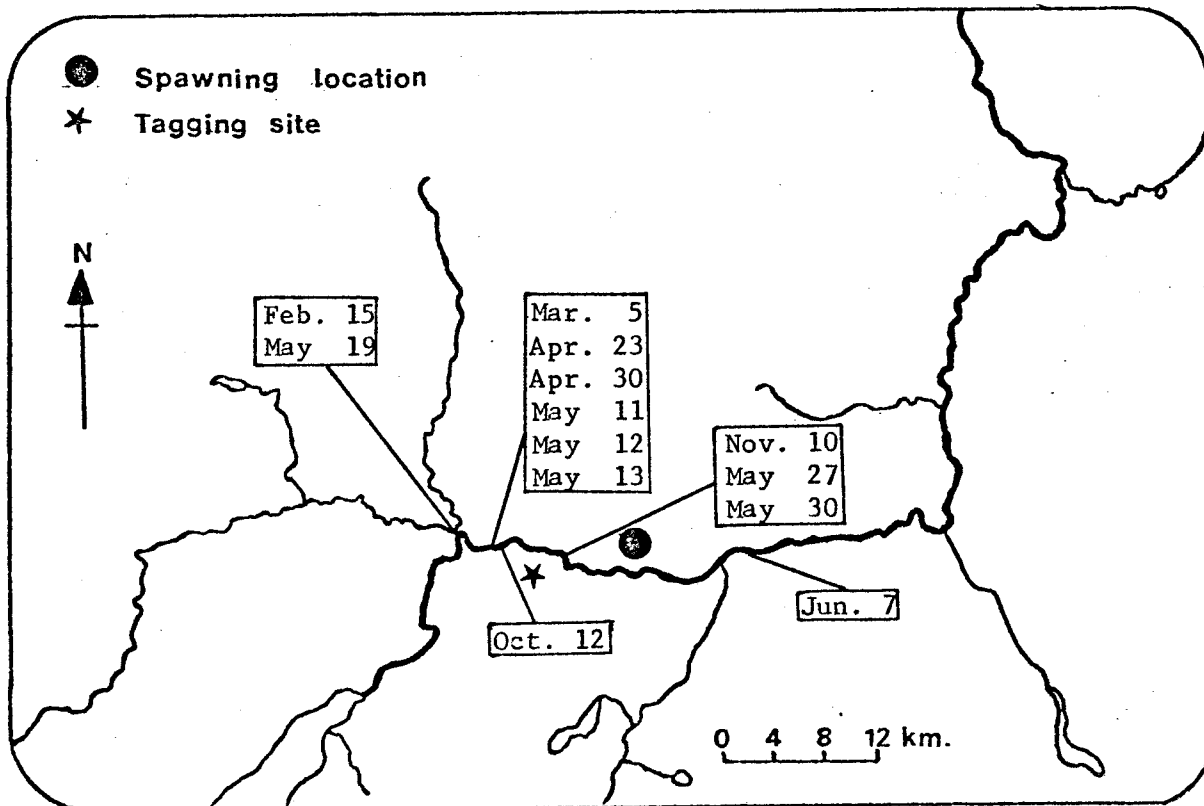 Spawning location
Tagging site
N
Feb. 15
May 19
Mar. 5
Apr. 23
Apr. 30
May 11
May 12
May 13
Nov. 10
May 27
May 30
Jun. 7
Oct. 12
0 4 8 12 km.